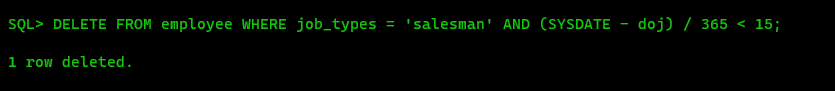 SQL> DELETE FROM employee WHERE job_types = 'salesman' AND (SYSDATE - doj) / 365 < 15;
1 row deleted.